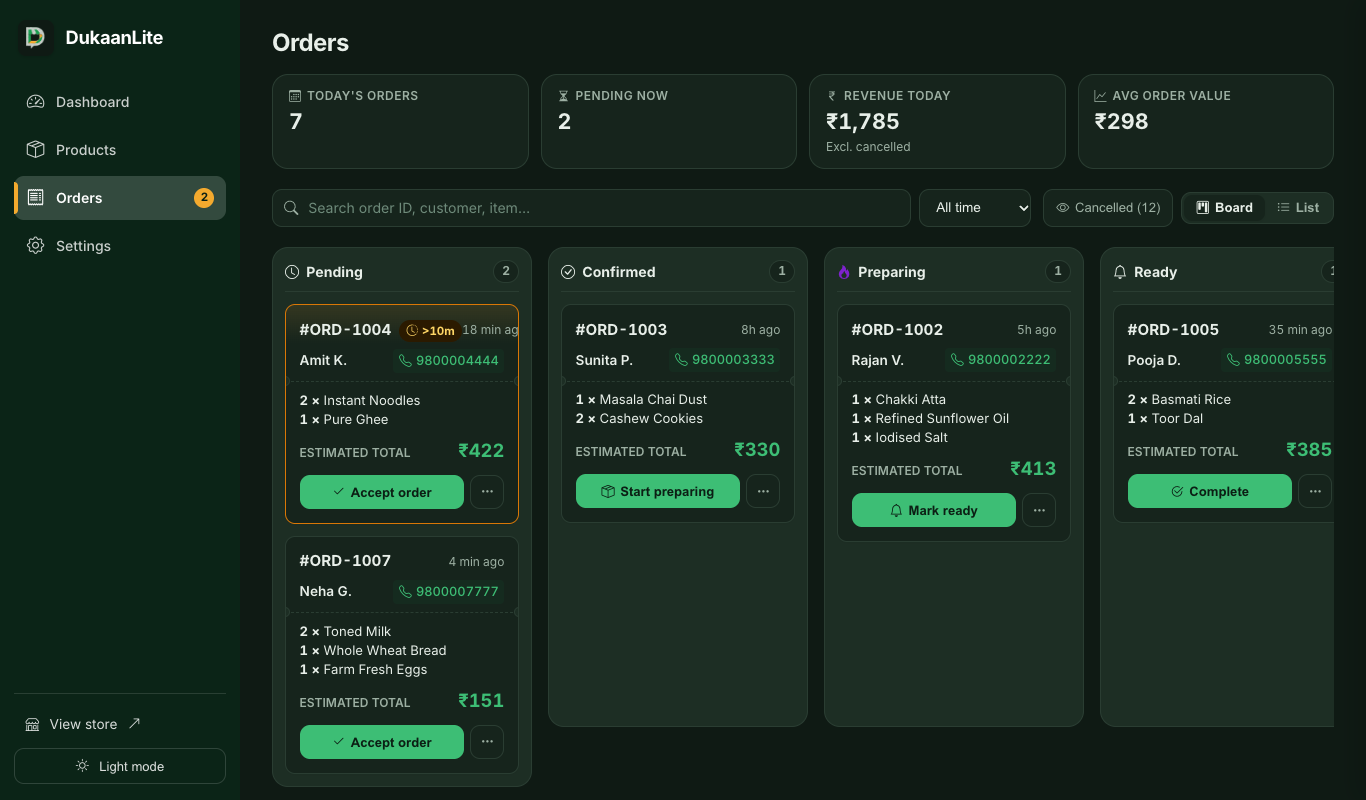 DukaanLite
Dashboard
Products
Orders 2
Settings
View store
Light mode
Orders
TODAY'S ORDERS
7
PENDING NOW
2
₹ REVENUE TODAY
₹1,785
Excl. cancelled
AVG ORDER VALUE
₹298
Search order ID, customer, item...
All time
Cancelled (12)
Board
List
Pending 2
#ORD-1004 >10m 18 min ag
Amit K. 9800004444
2 × Instant Noodles
1 × Pure Ghee
ESTIMATED TOTAL ₹422
Accept order ···
#ORD-1007 4 min ago
Neha G. 9800007777
2 × Toned Milk
1 × Whole Wheat Bread
1 × Farm Fresh Eggs
ESTIMATED TOTAL ₹151
Accept order ···
Confirmed 1
#ORD-1003 8h ago
Sunita P. 9800003333
1 × Masala Chai Dust
2 × Cashew Cookies
ESTIMATED TOTAL ₹330
Start preparing ···
Preparing 1
#ORD-1002 5h ago
Rajan V. 9800002222
1 × Chakki Atta
1 × Refined Sunflower Oil
1 × Iodised Salt
ESTIMATED TOTAL ₹413
Mark ready ···
Ready 1
#ORD-1005 35 min ago
Pooja D. 9800005555
2 × Basmati Rice
1 × Toor Dal
ESTIMATED TOTAL ₹385
Complete ···